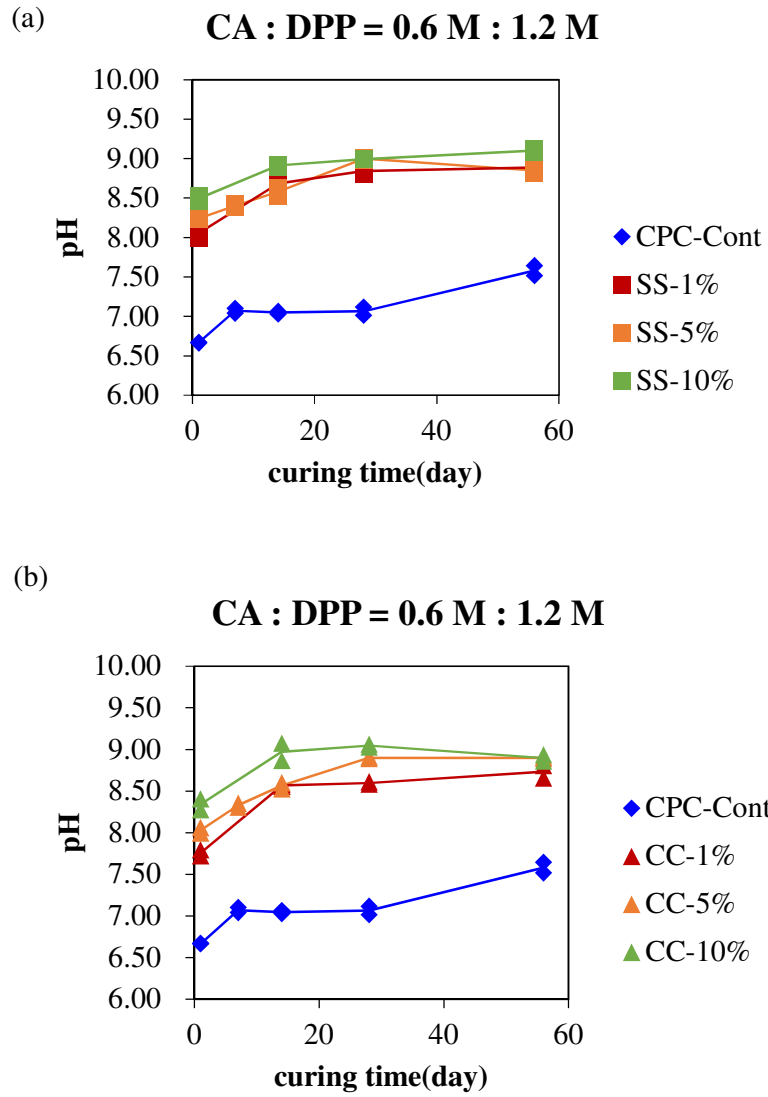 (a)
CA : DPP = 0.6 M : 1.2 M
10.00
9.50
9.00
8.50
8.00
7.50
7.00
6.50
6.00
pH
0 20 40 60
curing time(day)
CPC-Cont
SS-1%
SS-5%
SS-10%
(b)
CA : DPP = 0.6 M : 1.2 M
10.00
9.50
9.00
8.50
8.00
7.50
7.00
6.50
6.00
pH
0 20 40 60
curing time(day)
CPC-Cont
CC-1%
CC-5%
CC-10%